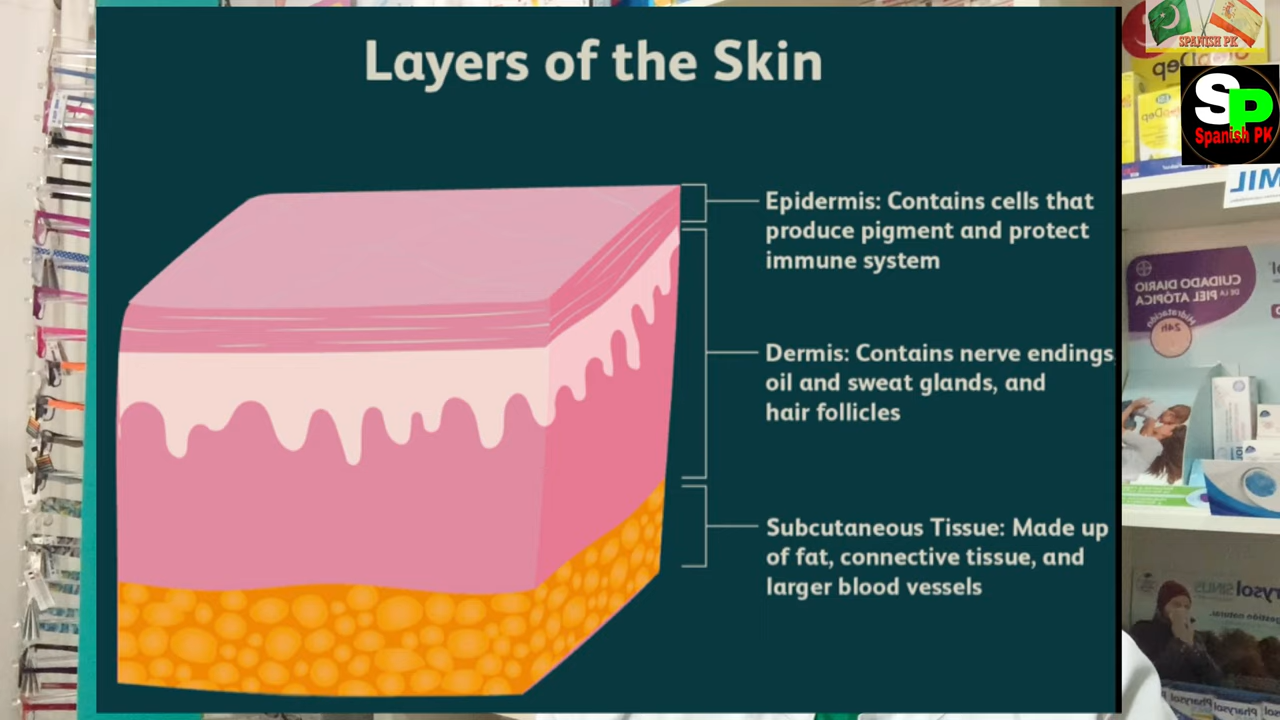 Layers of the Skin
Epidermis: Contains cells that
produce pigment and protect
immune system
Dermis: Contains nerve endings
oil and sweat glands, and
hair follicles
Subcutaneous Tissue: Made up
of fat, connective tissue, and
larger blood vessels
SPANISH PK
SP
Spanish PK
CUIDADO DIARIO
DE LA PIEL ATÓPICA
Hidratación
24h